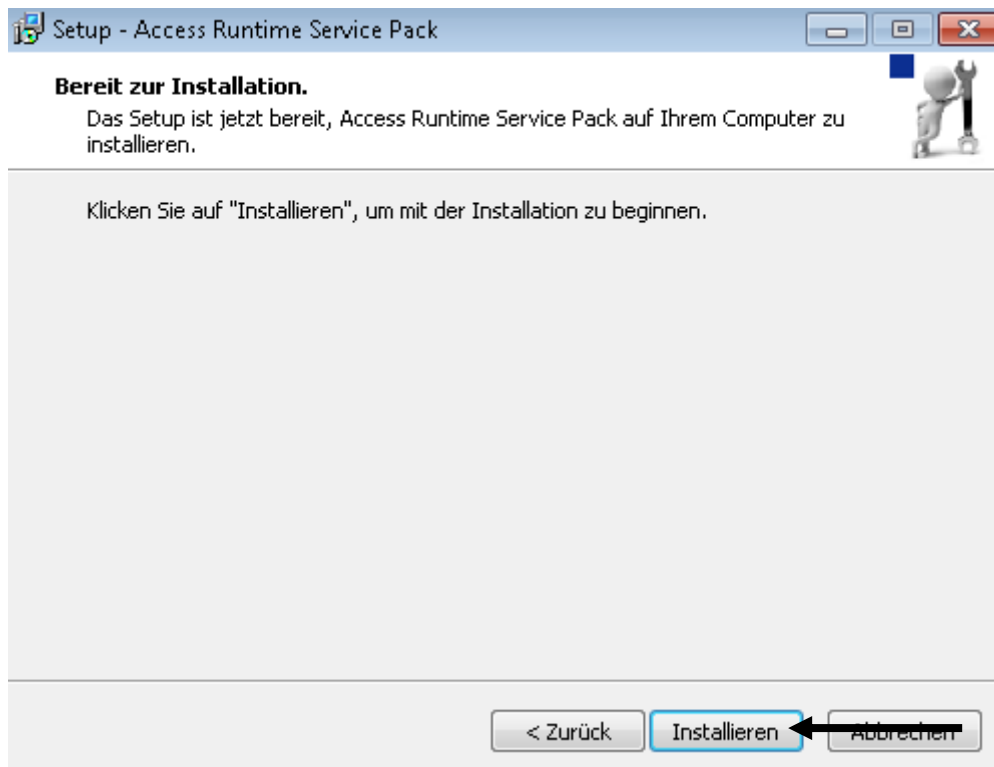 Setup - Access Runtime Service Pack
Bereit zur Installation.
Das Setup ist jetzt bereit, Access Runtime Service Pack auf Ihrem Computer zu
installieren.
Klicken Sie auf "Installieren", um mit der Installation zu beginnen.
< Zurück
Installieren
Abbrechen